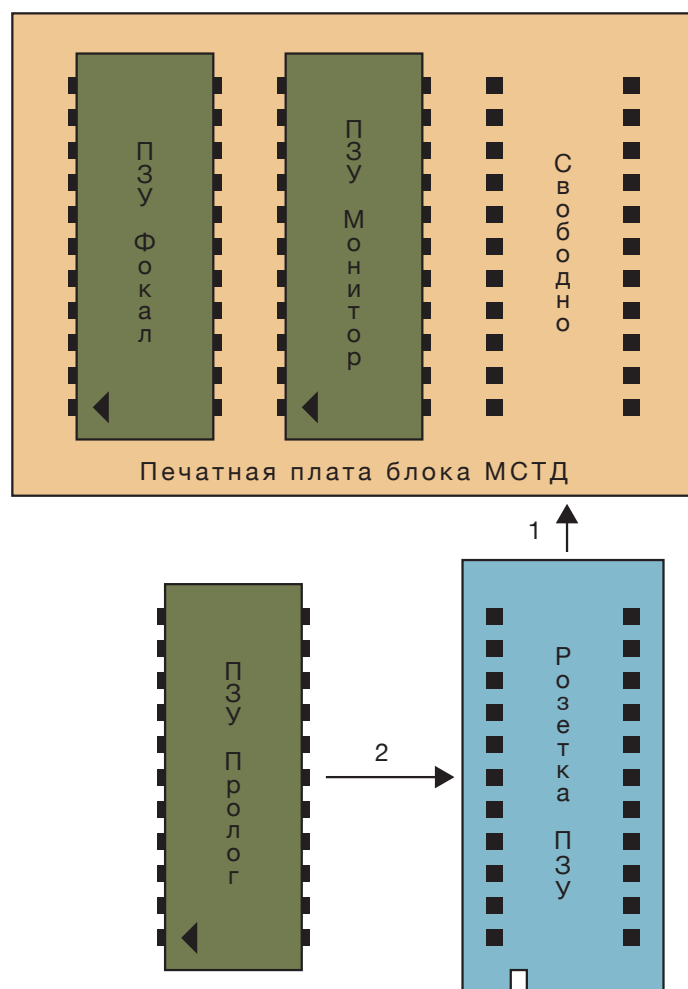 ПЗУ Фокал
ПЗУ Монитор
Свободно
Печатная плата блока МСТД
1
ПЗУ Пролог
2
Розетка ПЗУ